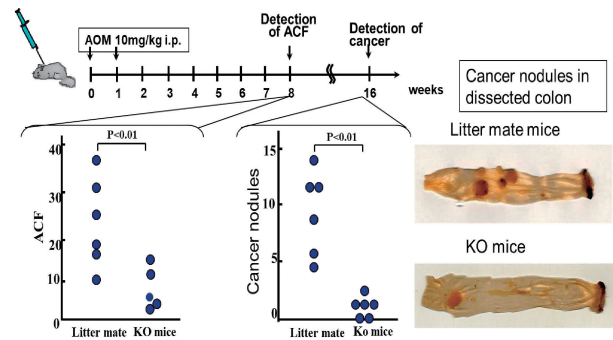 AOM 10mg/kg i.p.
Detection
of ACF
Detection of
cancer
0 1 2 3 4 5 6 7 8 16 weeks
Cancer nodules in
dissected colon
P<0.01
40
30
20
10
0
ACF
Litter mate KO mice
P<0.01
15
10
5
0
Cancer nodules
Litter mate Ko mice
Litter mate mice
KO mice